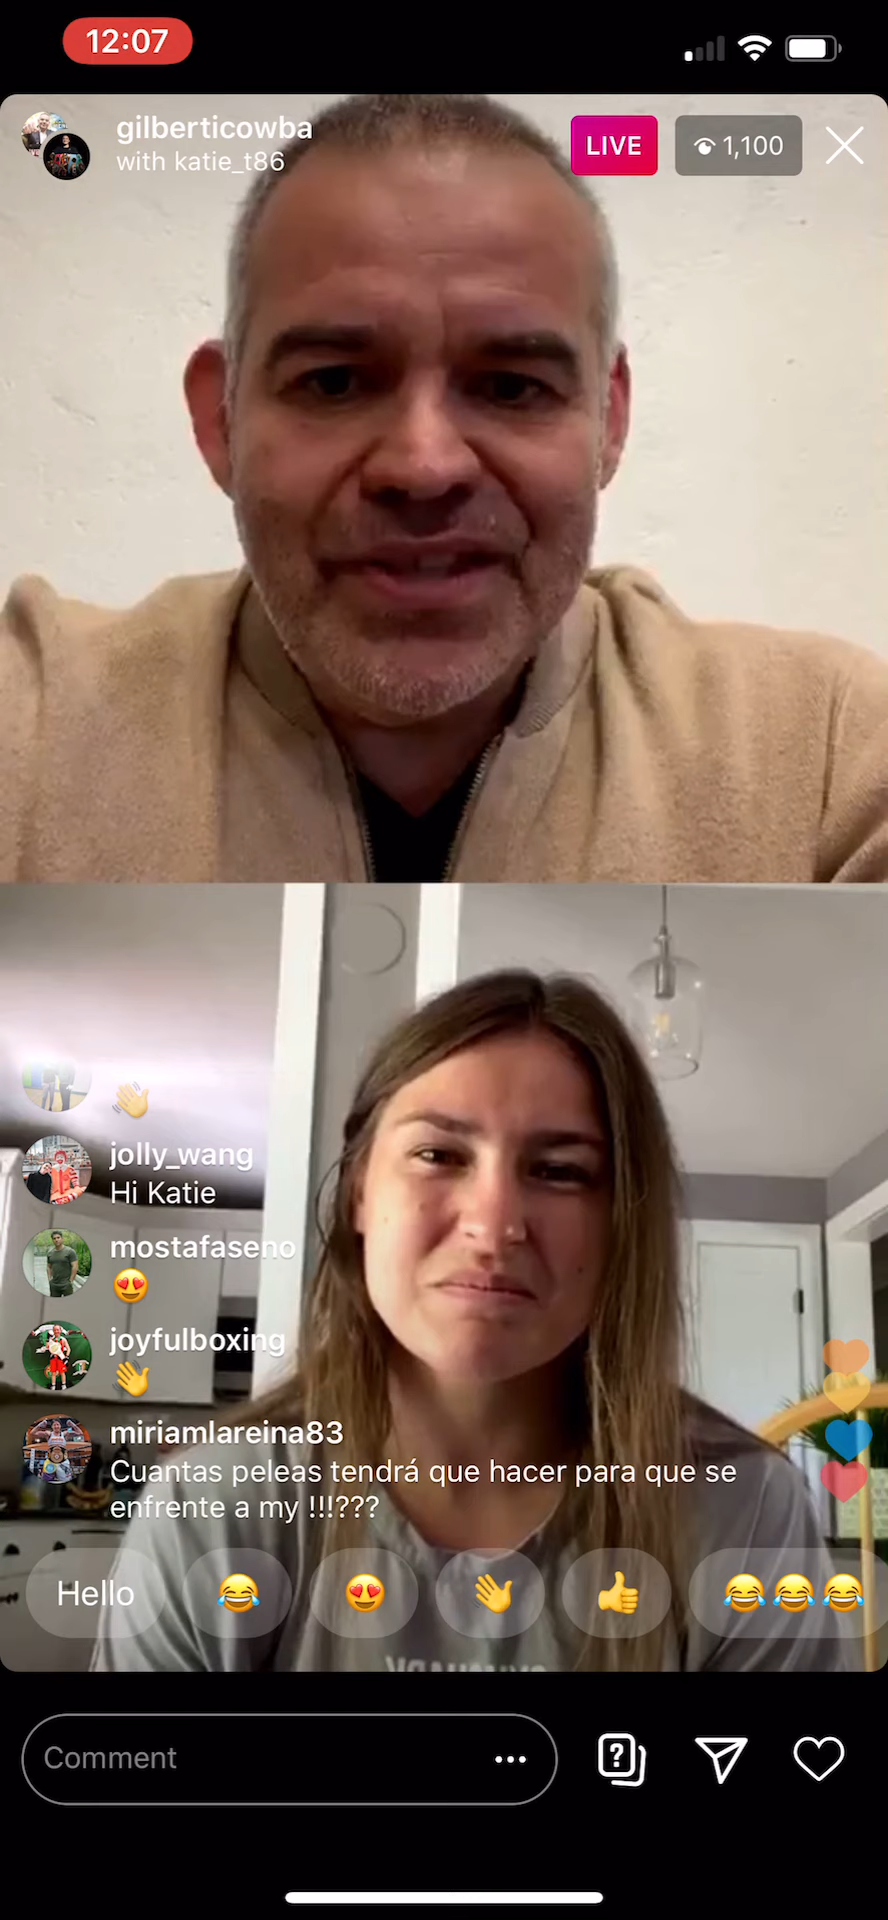 12:07
gilberticowba
with katie_t86
LIVE
1,100
jolly_wang
Hi Katie
mostafaseno
joyfulboxing
miriamlareina83
Cuantas peleas tendrá que hacer para que se
enfrente a my !!!???
Hello
Comment